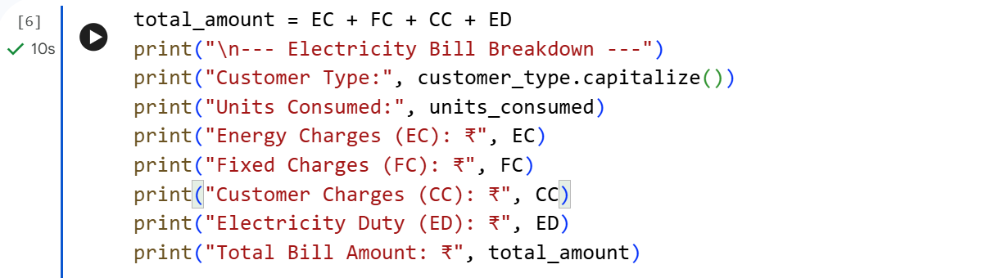 [6]
10s
total_amount = EC + FC + CC + ED
print("\n--- Electricity Bill Breakdown ---")
print("Customer Type:", customer_type.capitalize())
print("Units Consumed:", units_consumed)
print("Energy Charges (EC): ₹", EC)
print("Fixed Charges (FC): ₹", FC)
print("Customer Charges (CC): ₹", CC)
print("Electricity Duty (ED): ₹", ED)
print("Total Bill Amount: ₹", total_amount)